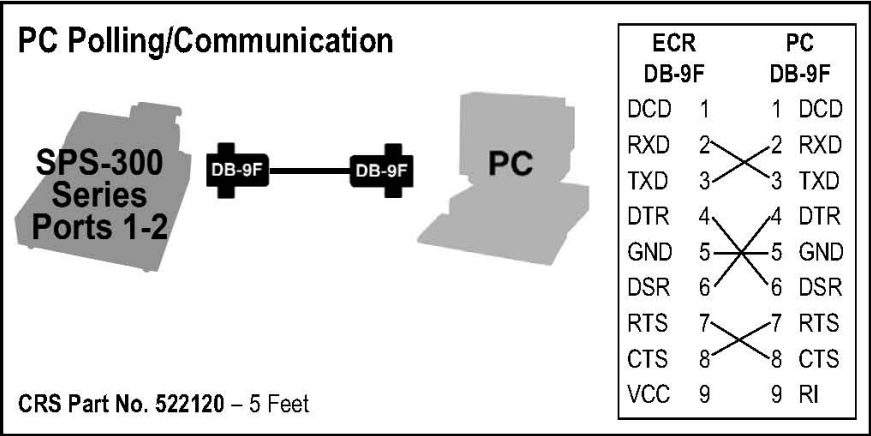 PC Polling/Communication
SPS-300
Series
Ports 1-2
DB-9F
DB-9F
PC
CRS Part No. 522120 – 5 Feet
ECR PC
DB-9F DB-9F
DCD 1 1 DCD
RXD 2 2 RXD
TXD 3 3 TXD
DTR 4 4 DTR
GND 5 5 GND
DSR 6 6 DSR
RTS 7 7 RTS
CTS 8 8 CTS
VCC 9 9 RI